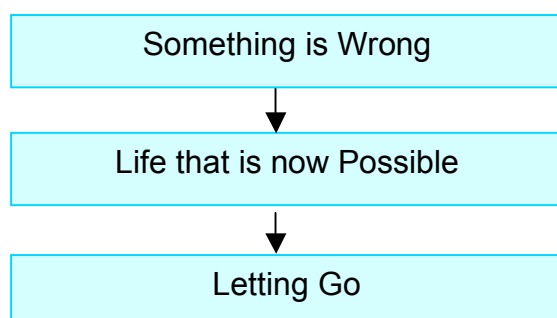 Something is Wrong
Life that is now Possible
Letting Go